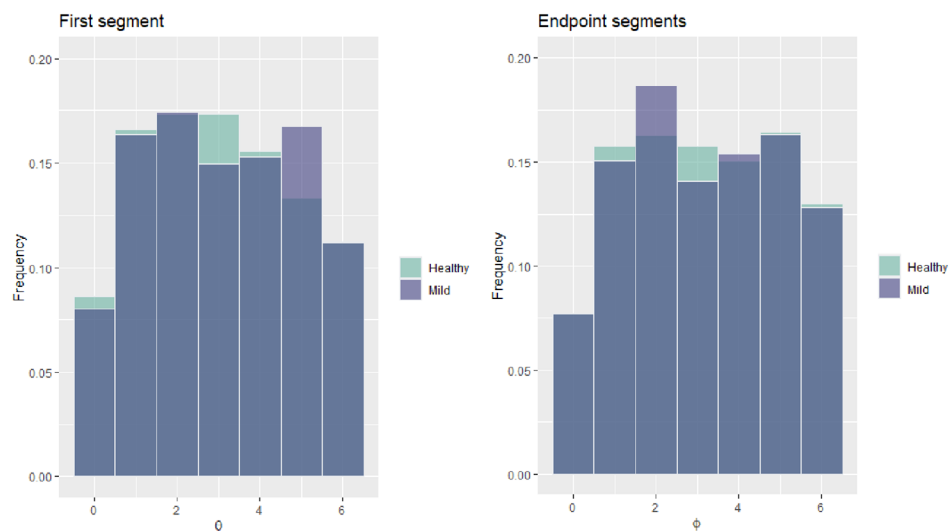 First segment
0.20
0.15
0.10
0.05
0.00
Frequency
0 2 4 6
Θ
Healthy
Mild
Endpoint segments
0.20
0.15
0.10
0.05
0.00
Frequency
0 2 4 6
ϕ
Healthy
Mild